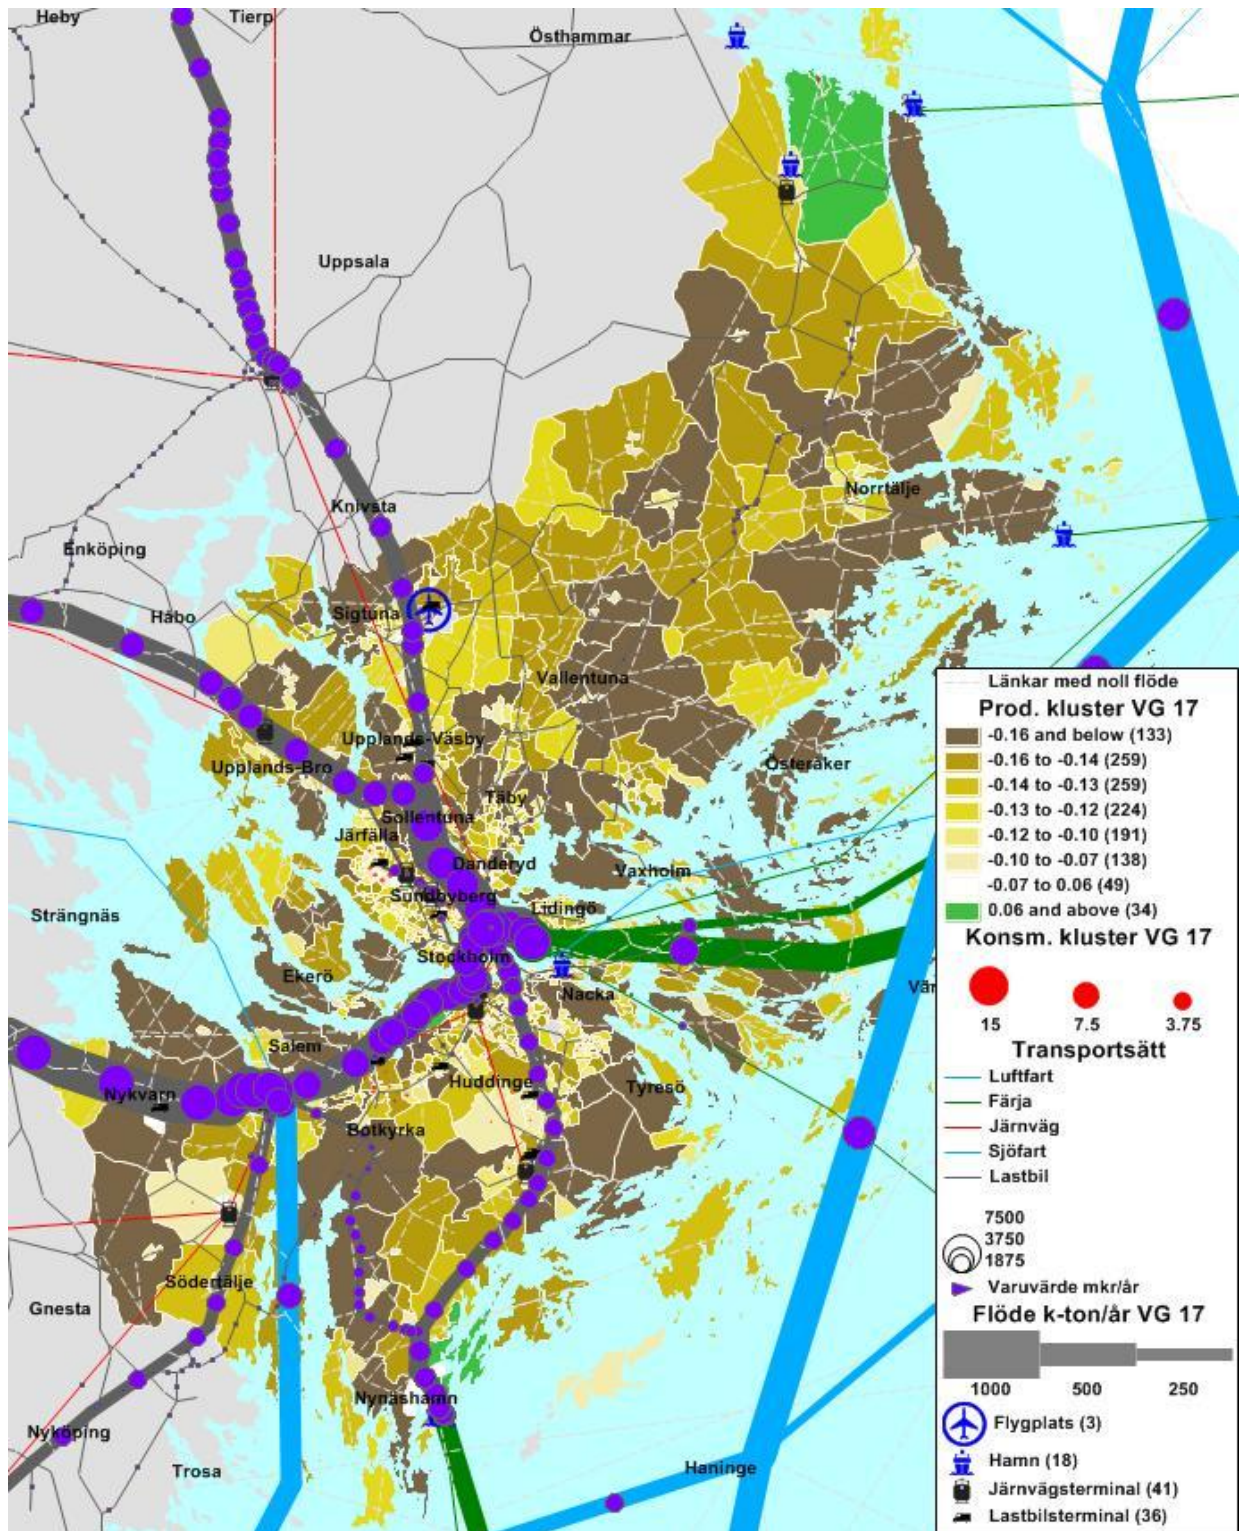 Heby
Tierp
Östhammar
Uppsala
Knivsta
Norrtälje
Enköping
Håbo
Sigtuna
Vallentuna
Upplands-Väsby
Upplands-Bro
Österåker
Täby
Sollentuna
Järfälla
Danderyd
Vaxholm
Sundbyberg
Lidingö
Strängnäs
Stockholm
Ekerö
Nacka
Salem
Huddinge
Tyresö
Nykvarn
Botkyrka
Södertälje
Gnesta
Nynäshamn
Nyköping
Trosa
Haninge
Länkar med noll flöde
Prod. kluster VG 17
-0.16 and below (133)
-0.16 to -0.14 (259)
-0.14 to -0.13 (259)
-0.13 to -0.12 (224)
-0.12 to -0.10 (191)
-0.10 to -0.07 (138)
-0.07 to 0.06 (49)
0.06 and above (34)
Konsm. kluster VG 17
15 7.5 3.75
Transportsätt
Luftfart
Färja
Järnväg
Sjöfart
Lastbil
7500
3750
1875
Varuvärde mkr/år
Flöde k-ton/år VG 17
1000 500 250
Flygplats (3)
Hamn (18)
Järnvägsterminal (41)
Lastbilsterminal (36)